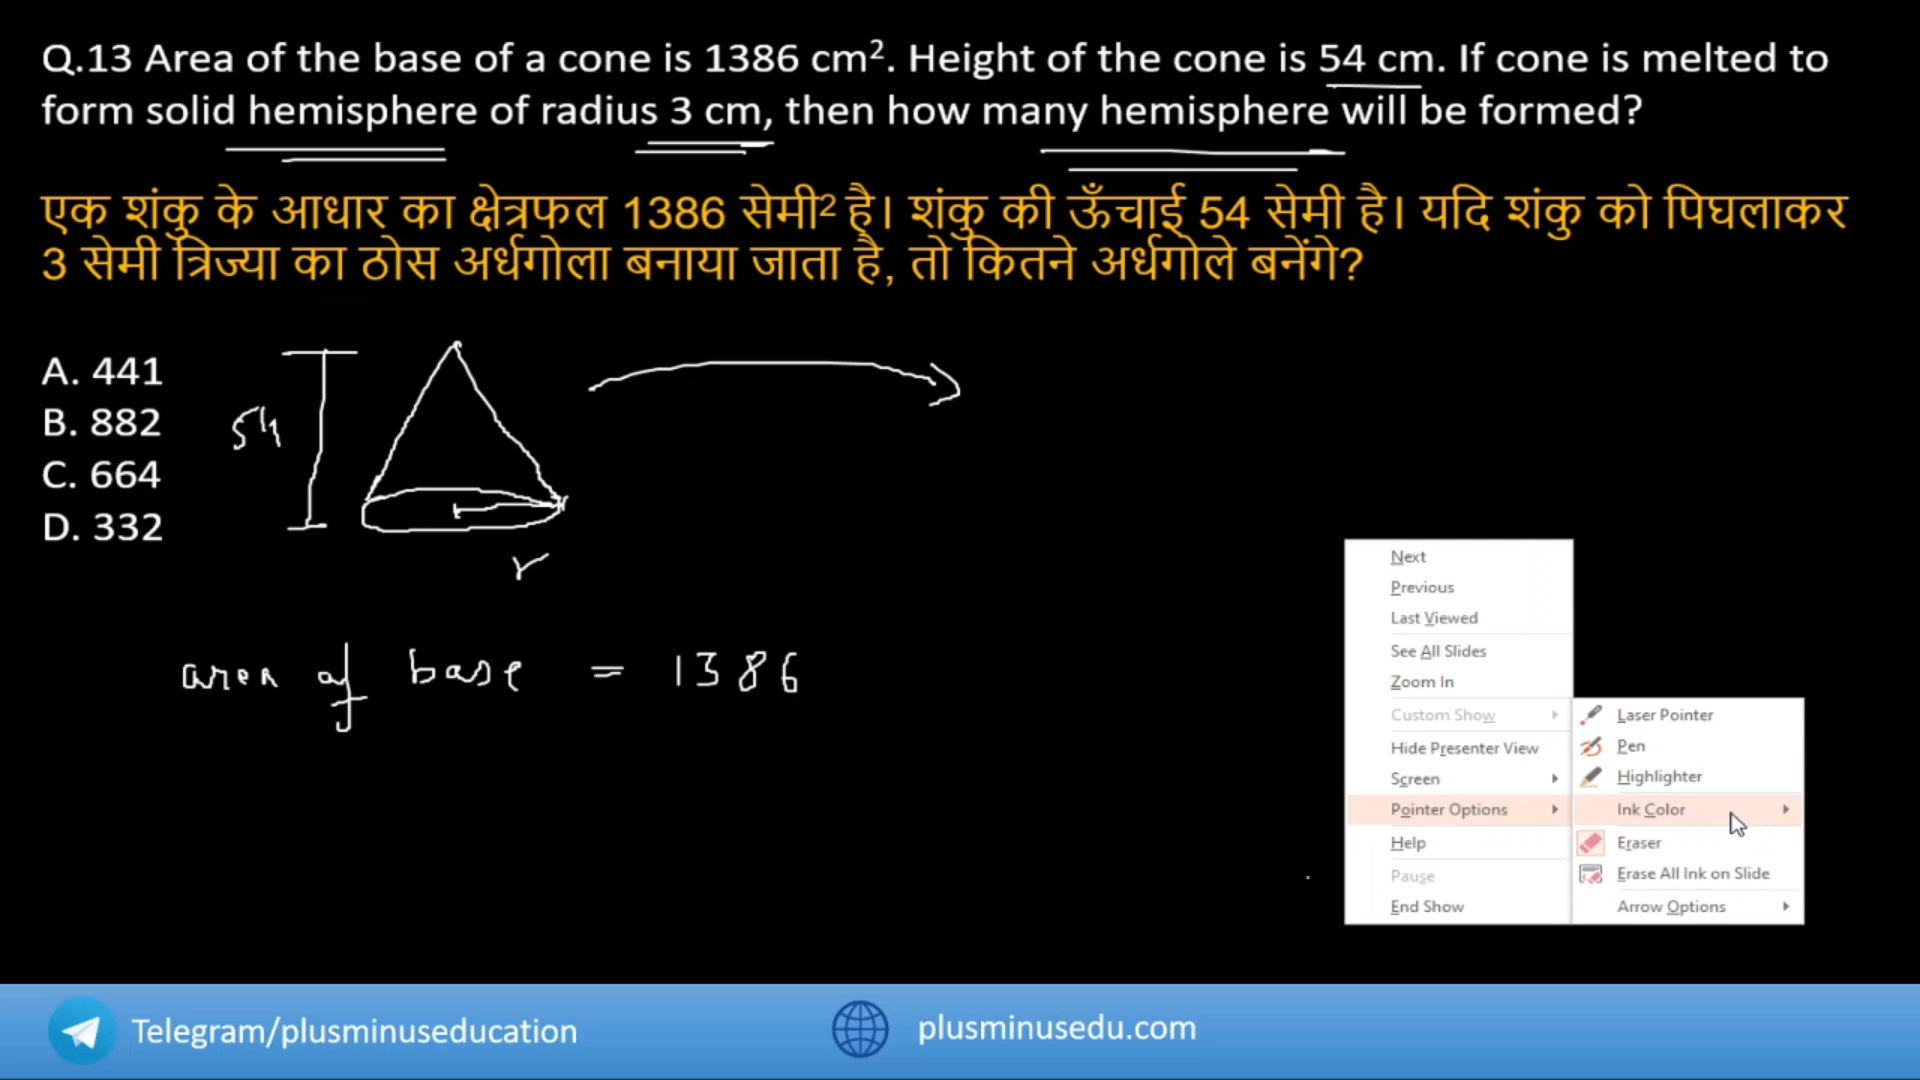 Q.13 Area of the base of a cone is 1386 cm². Height of the cone is 54 cm. If cone is melted to
form solid hemisphere of radius 3 cm, then how many hemisphere will be formed?
एक शंकु के आधार का क्षेत्रफल 1386 सेमी² है। शंकु की ऊँचाई 54 सेमी है। यदि शंकु को पिघलाकर
3 सेमी त्रिज्या का ठोस अर्धगोला बनाया जाता है, तो कितने अर्धगोले बनेंगे?
A. 441
B. 882
C. 664
D. 332
54
r
area of base = 1386
Next
Previous
Last Viewed
See All Slides
Zoom In
Custom Show
Hide Presenter View
Screen
Pointer Options
Help
Pause
End Show
Laser Pointer
Pen
Highlighter
Ink Color
Eraser
Erase All Ink on Slide
Arrow Options
Telegram/plusminuseducation
plusminusedu.com